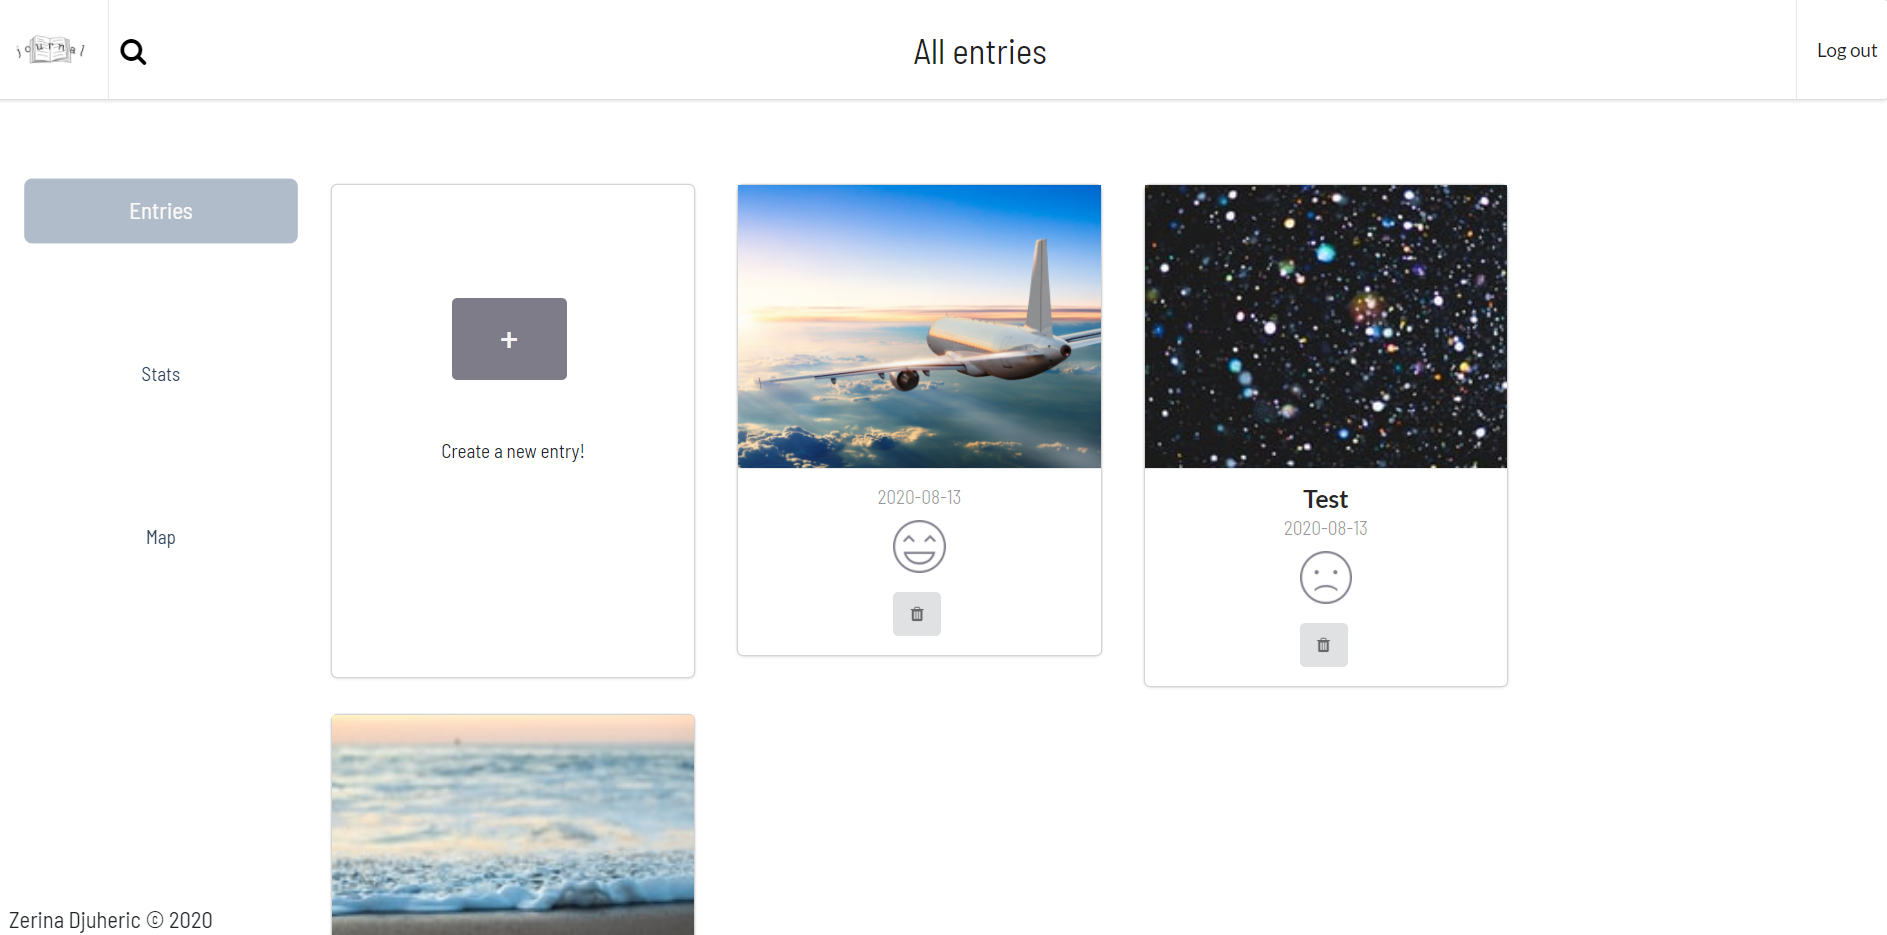 journal
All entries
Log out
Entries
Stats
Map
+
Create a new entry!
2020-08-13
Test
2020-08-13
Zerina Djuheric © 2020